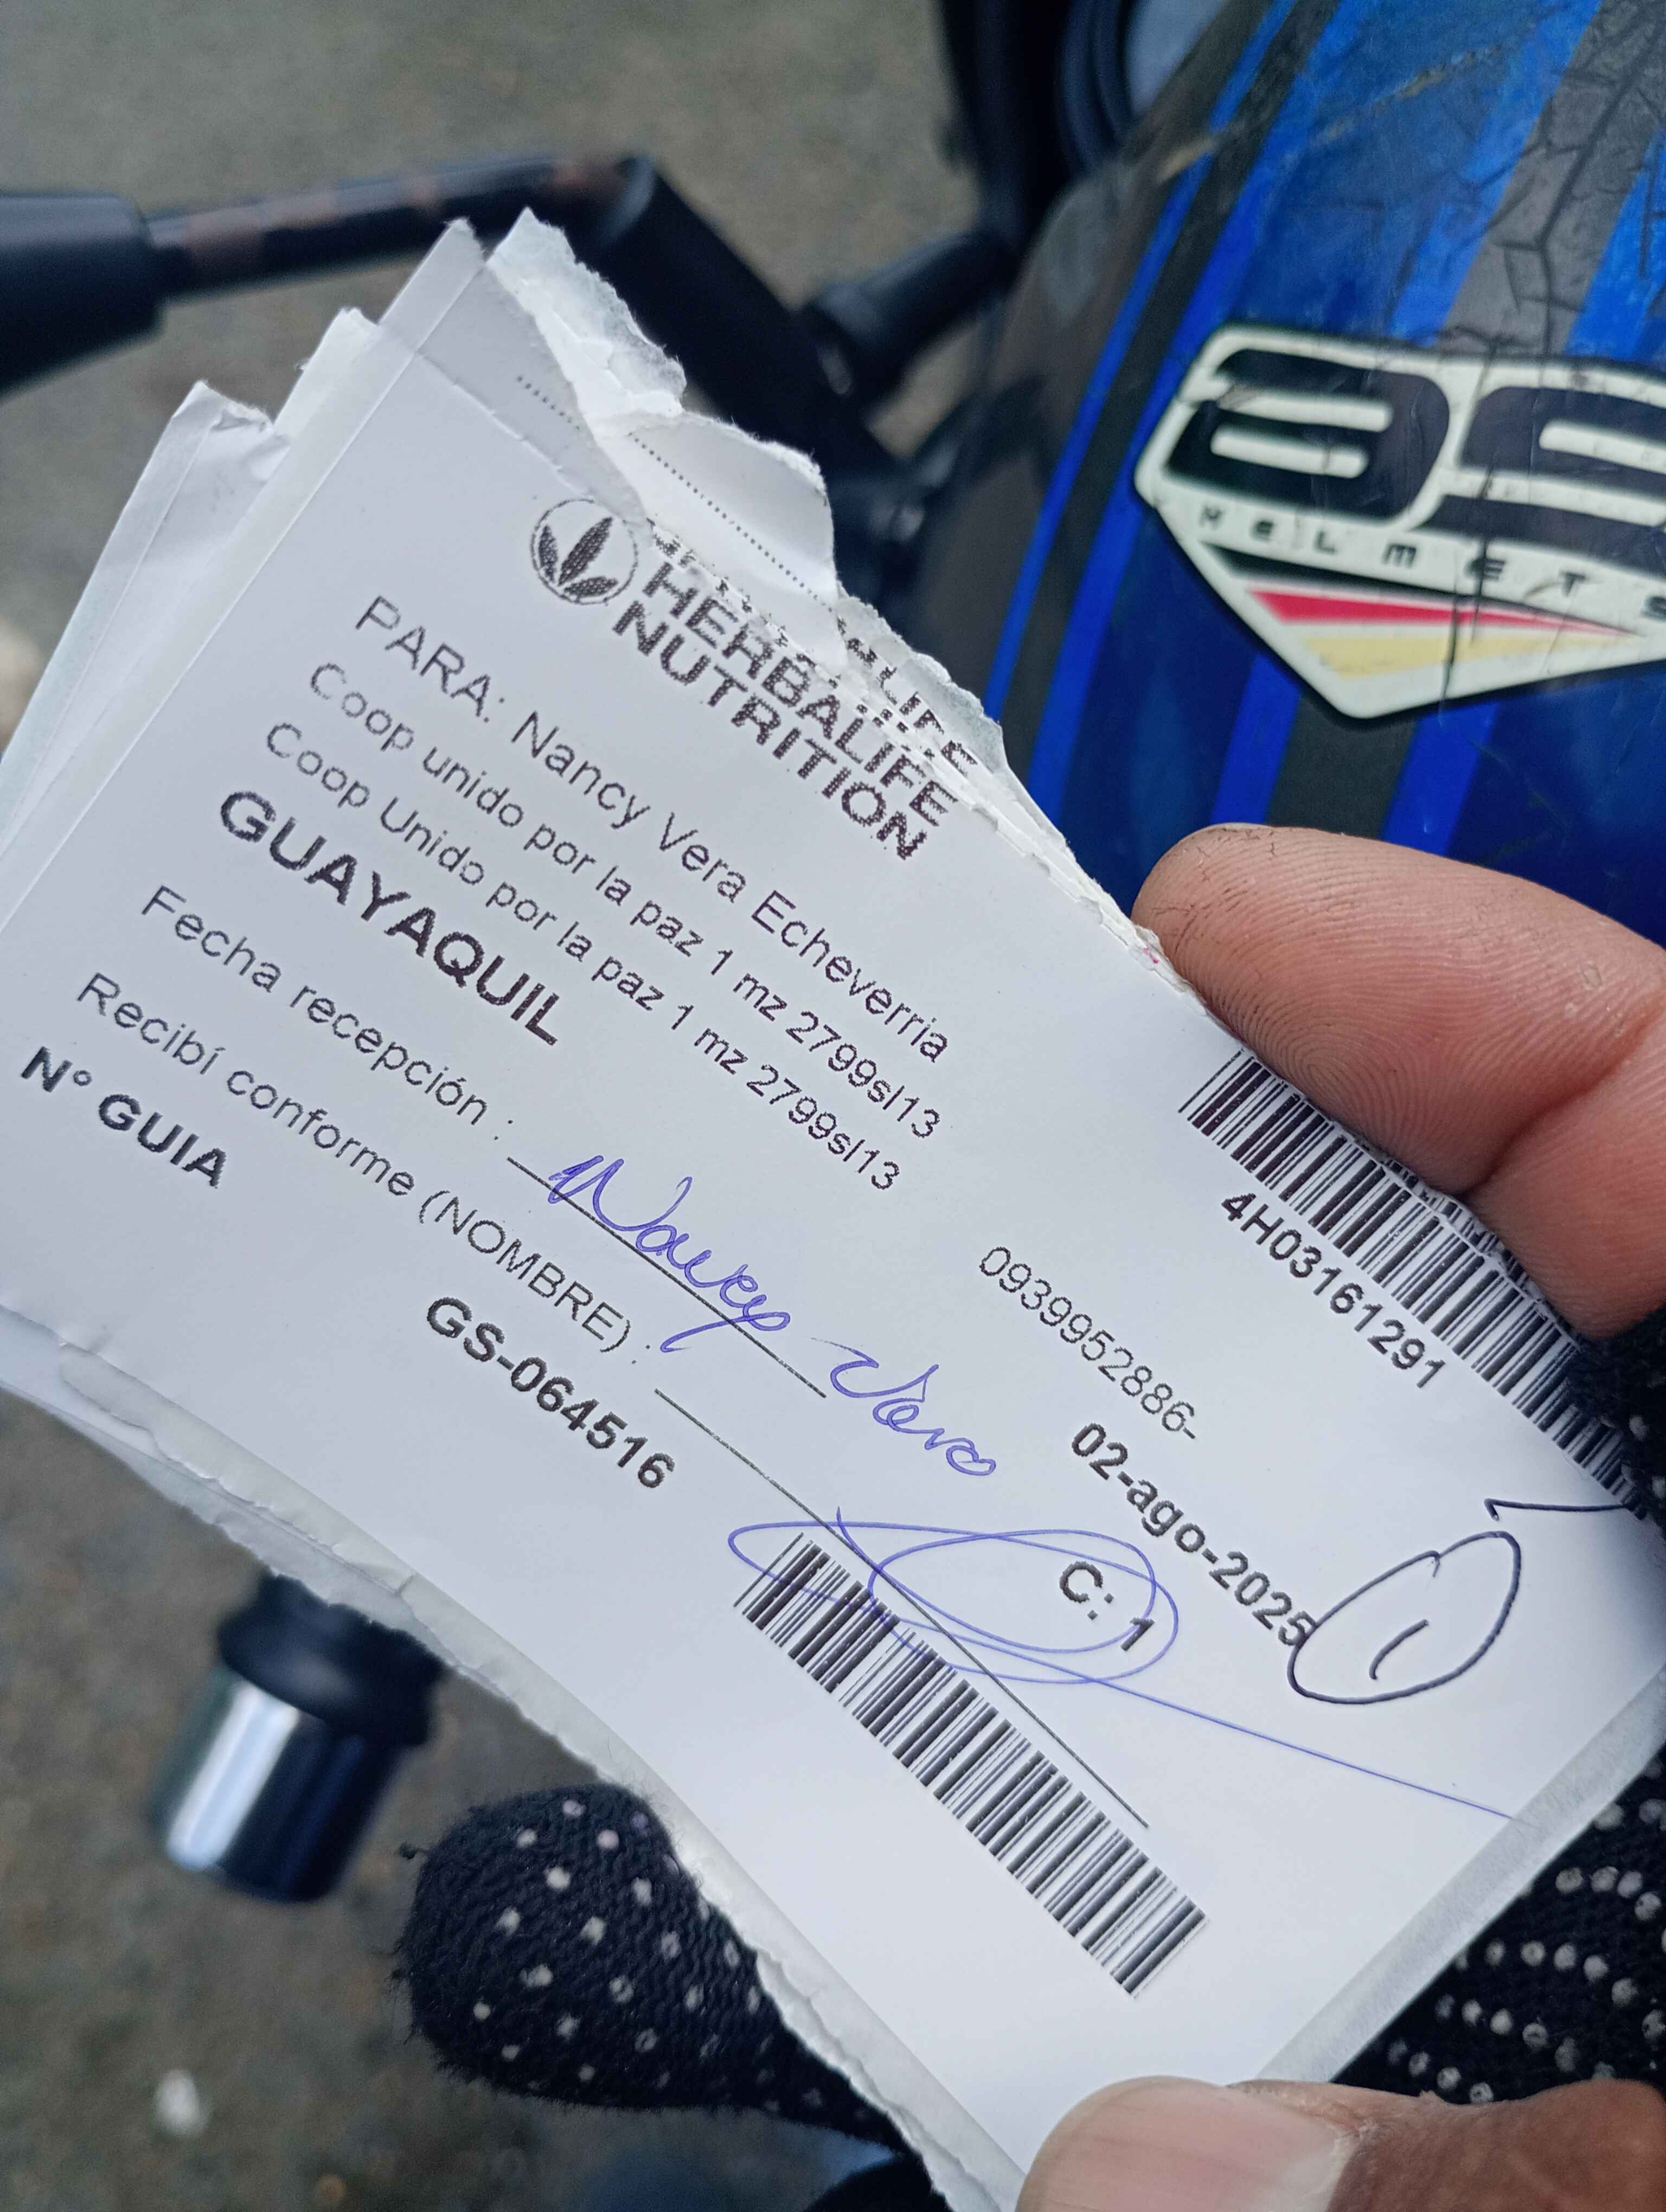 HERBALIFE
NUTRITION
PARA: Nancy Vera Echeverria
Coop unido por la paz 1 mz 2799sl13
Coop Unido por la paz 1 mz 2799sl13
GUAYAQUIL
4H03161291
0939952886-
Fecha recepción : Nancy Vera
02-ago-2025
Recibí conforme (NOMBRE):
C: 1
N° GUIA
GS-064516
HELMETS